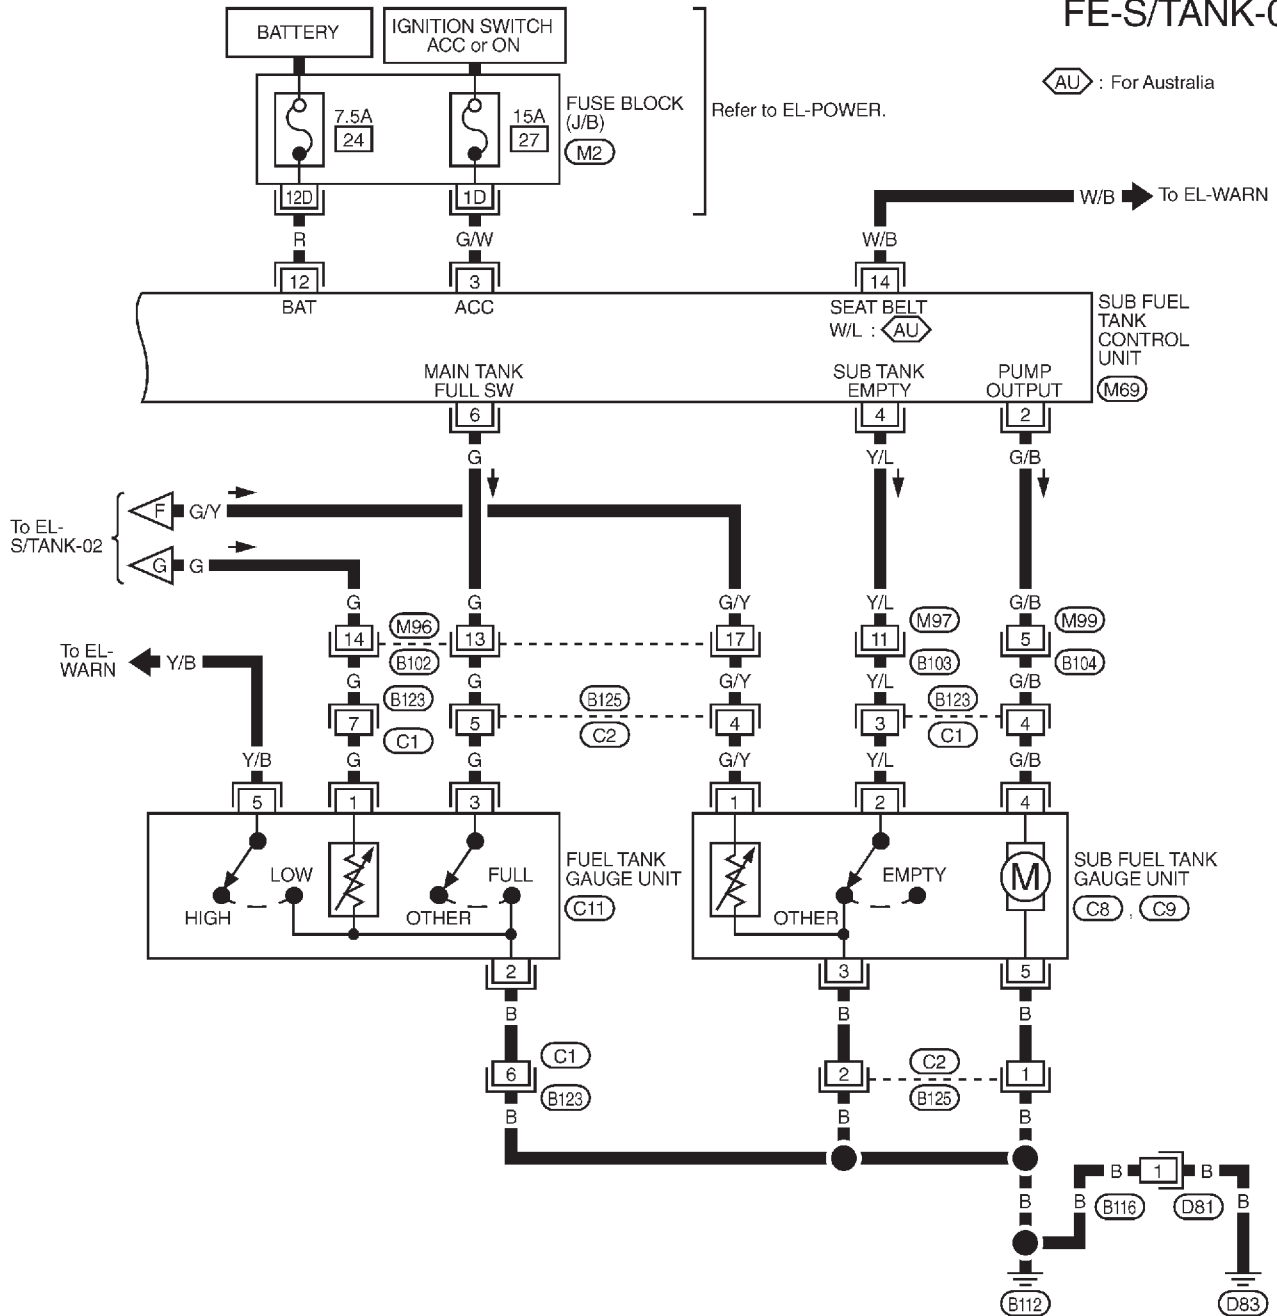 FE-S/TANK-0
BATTERY
IGNITION SWITCH
ACC or ON
AU : For Australia
7.5A
24
15A
27
FUSE BLOCK
(J/B)
M2
Refer to EL-POWER.
12D
1D
W/B To EL-WARN
R
G/W
W/B
12
3
14
BAT
ACC
SEAT BELT
W/L : AU
SUB FUEL
TANK
CONTROL
UNIT
M69
MAIN TANK
FULL SW
SUB TANK
EMPTY
PUMP
OUTPUT
6
4
2
G
Y/L
G/B
To EL-
S/TANK-02
F G/Y
G G
G
G
G/Y
Y/L
G/B
14
M96
13
17
11
M97
5
M99
B102
B103
B104
To EL-
WARN
Y/B
G
G
G/Y
Y/L
G/B
B123
B125
B123
7
5
4
3
4
C1
C2
C1
Y/B
G
G
G/Y
Y/L
G/B
5
1
3
1
2
4
LOW
HIGH
FULL
OTHER
FUEL TANK
GAUGE UNIT
C11
EMPTY
OTHER
M
SUB FUEL TANK
GAUGE UNIT
C8 , C9
2
3
5
B
B
B
C1
6
B123
2
C2
B125
1
B
B
B
B
B
B 1 B
B116
D81
B
B112
D83